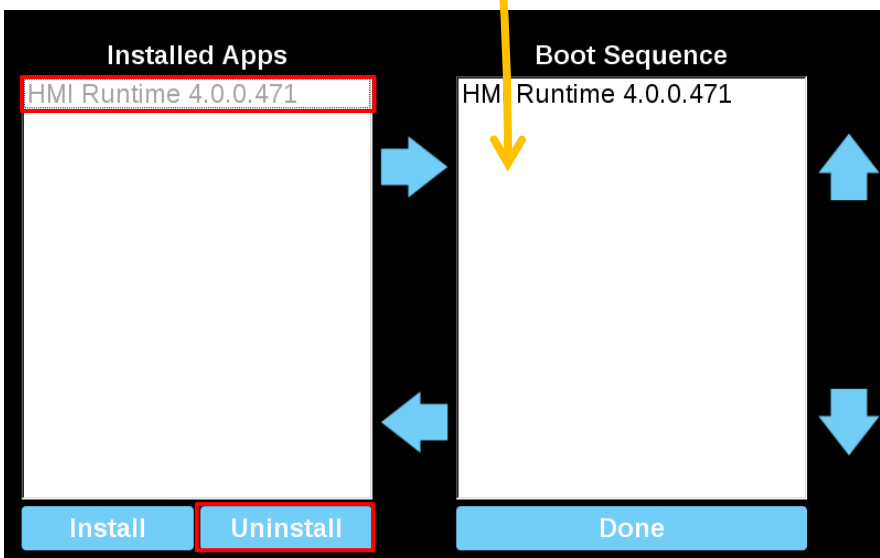 Installed Apps
HMI Runtime 4.0.0.471
Install
Uninstall
Boot Sequence
HMI Runtime 4.0.0.471
Done